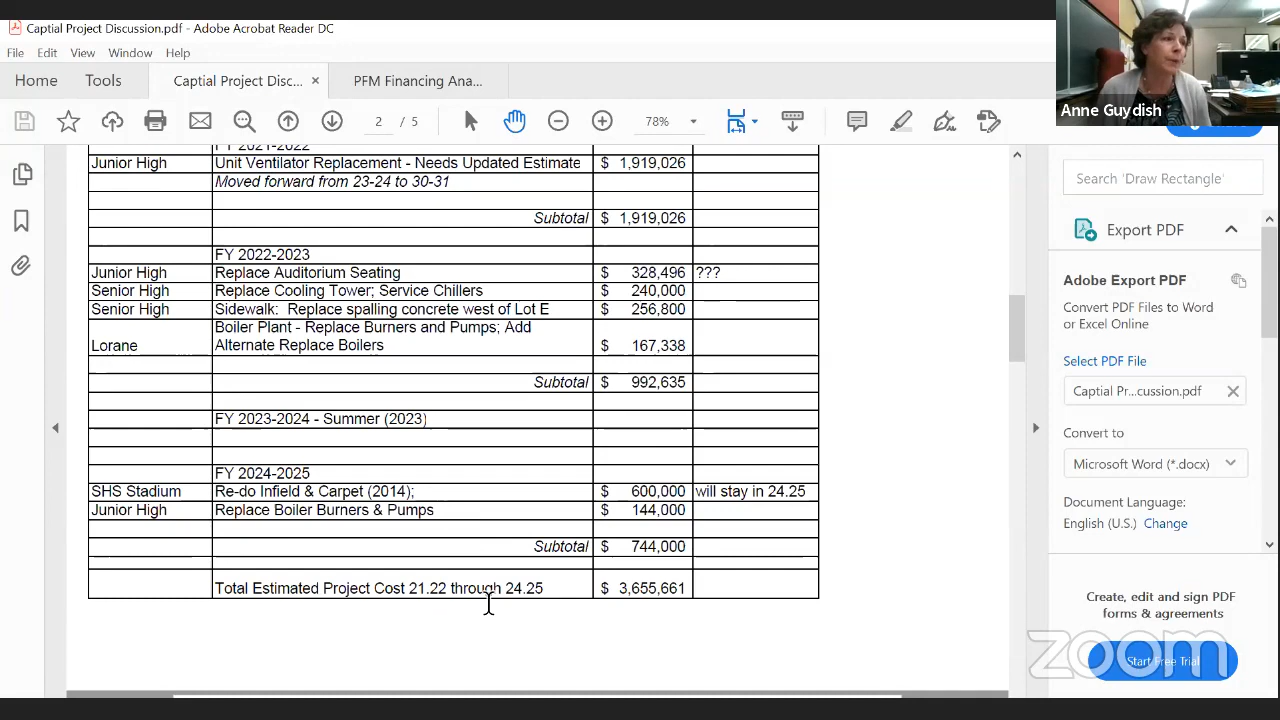 Captial Project Discussion.pdf - Adobe Acrobat Reader DC
File Edit View Window Help
Home Tools Captial Project Disc... × PFM Financing Ana...
2 / 5 78%
Anne Guydish
FY 2021-2022
Junior High Unit Ventilator Replacement - Needs Updated Estimate $ 1,919,026
Moved forward from 23-24 to 30-31
Subtotal $ 1,919,026
FY 2022-2023
Junior High Replace Auditorium Seating $ 328,496 ???
Senior High Replace Cooling Tower; Service Chillers $ 240,000
Senior High Sidewalk: Replace spalling concrete west of Lot E $ 256,800
Boiler Plant - Replace Burners and Pumps; Add
Lorane Alternate Replace Boilers $ 167,338
Subtotal $ 992,635
FY 2023-2024 - Summer (2023)
FY 2024-2025
SHS Stadium Re-do Infield & Carpet (2014); $ 600,000 will stay in 24.25
Junior High Replace Boiler Burners & Pumps $ 144,000
Subtotal $ 744,000
Total Estimated Project Cost 21.22 through 24.25 $ 3,655,661
Search 'Draw Rectangle'
Export PDF
Adobe Export PDF
Convert PDF Files to Word
or Excel Online
Select PDF File
Captial Pr...cussion.pdf
Convert to
Microsoft Word (*.docx)
Document Language:
English (U.S.) Change
Create, edit and sign PDF
forms & agreements
Start Free Trial
zoom